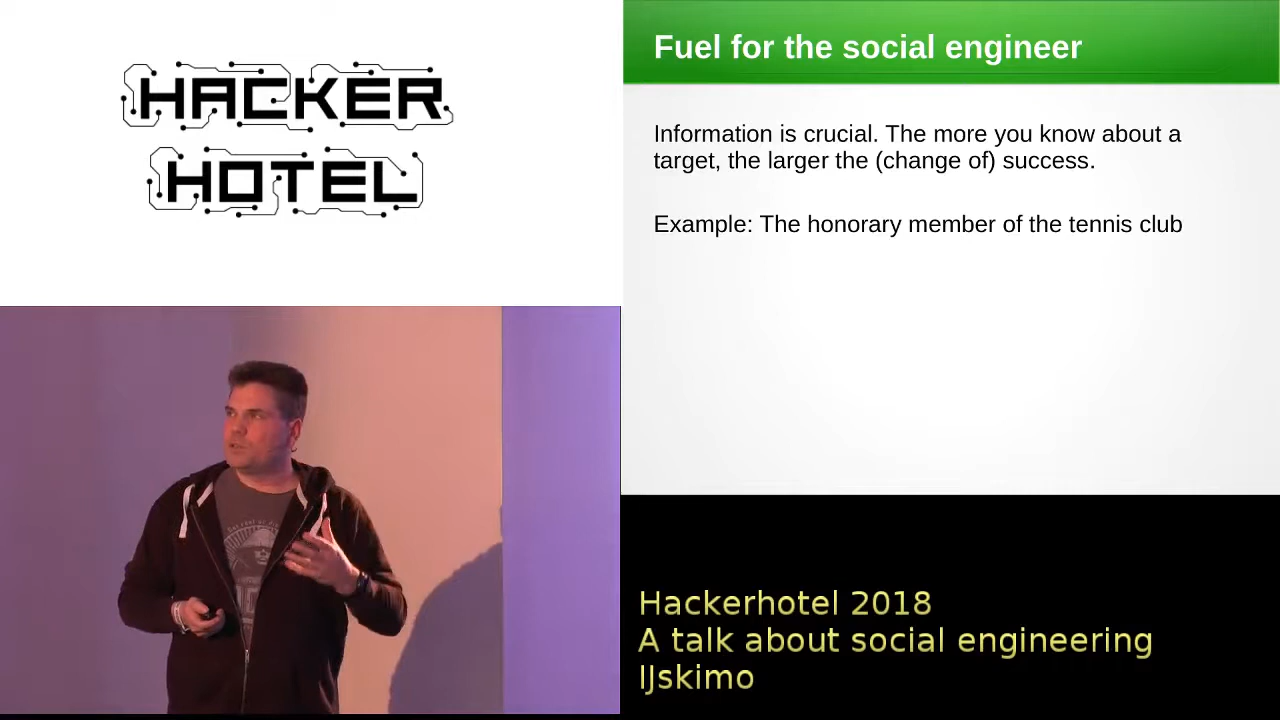 HACKER
HOTEL
Fuel for the social engineer
Information is crucial. The more you know about a
target, the larger the (change of) success.
Example: The honorary member of the tennis club
Hackerhotel 2018
A talk about social engineering
IJskimo